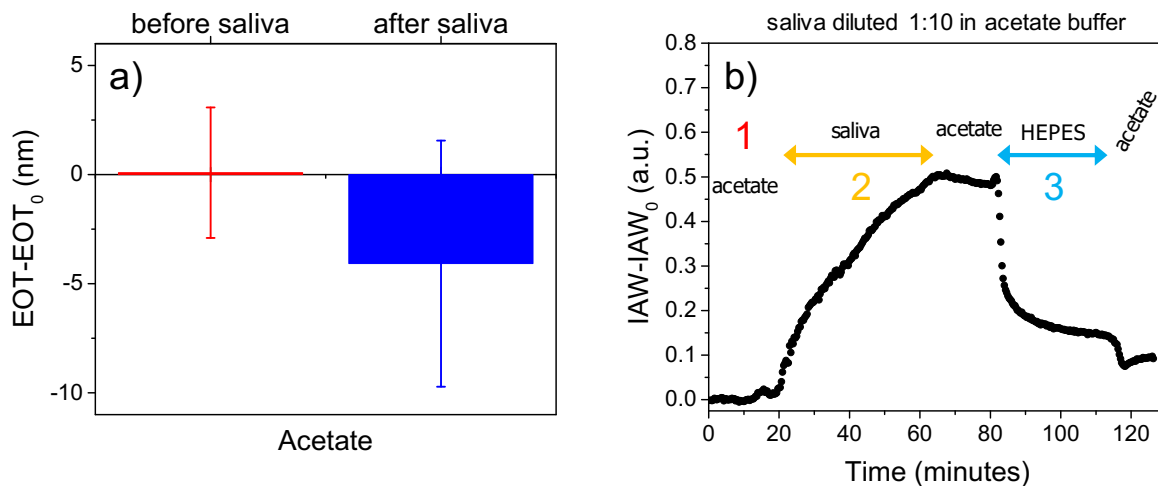 before saliva after saliva
a)
EOT-EOT0 (nm)
5
0
-5
-10
Acetate
saliva diluted 1:10 in acetate buffer
b)
IAW-IAW0 (a.u.)
0.8
0.7
0.6
0.5
0.4
0.3
0.2
0.1
0.0
1
acetate
saliva
2
acetate
HEPES
3
acetate
0 20 40 60 80 100 120
Time (minutes)